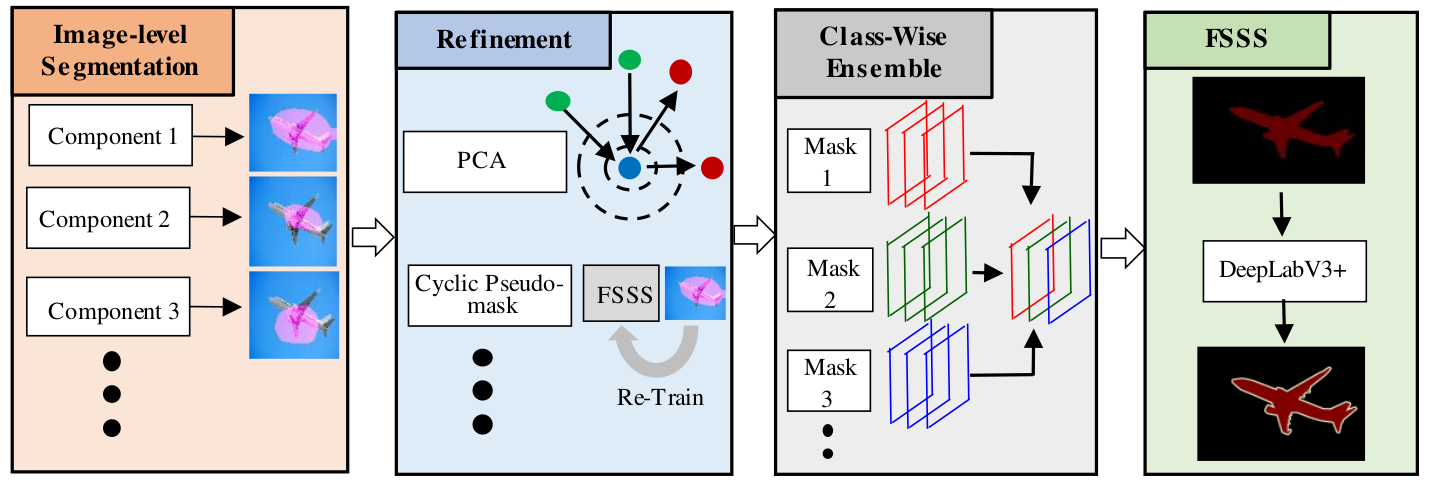 Image-level
Segmentation
Component 1
Component 2
Component 3
Refinement
PCA
Cyclic Pseudo-
mask
FSSS
Re-Train
Class-Wise
Ensemble
Mask
1
Mask
2
Mask
3
FSSS
DeepLabV3+